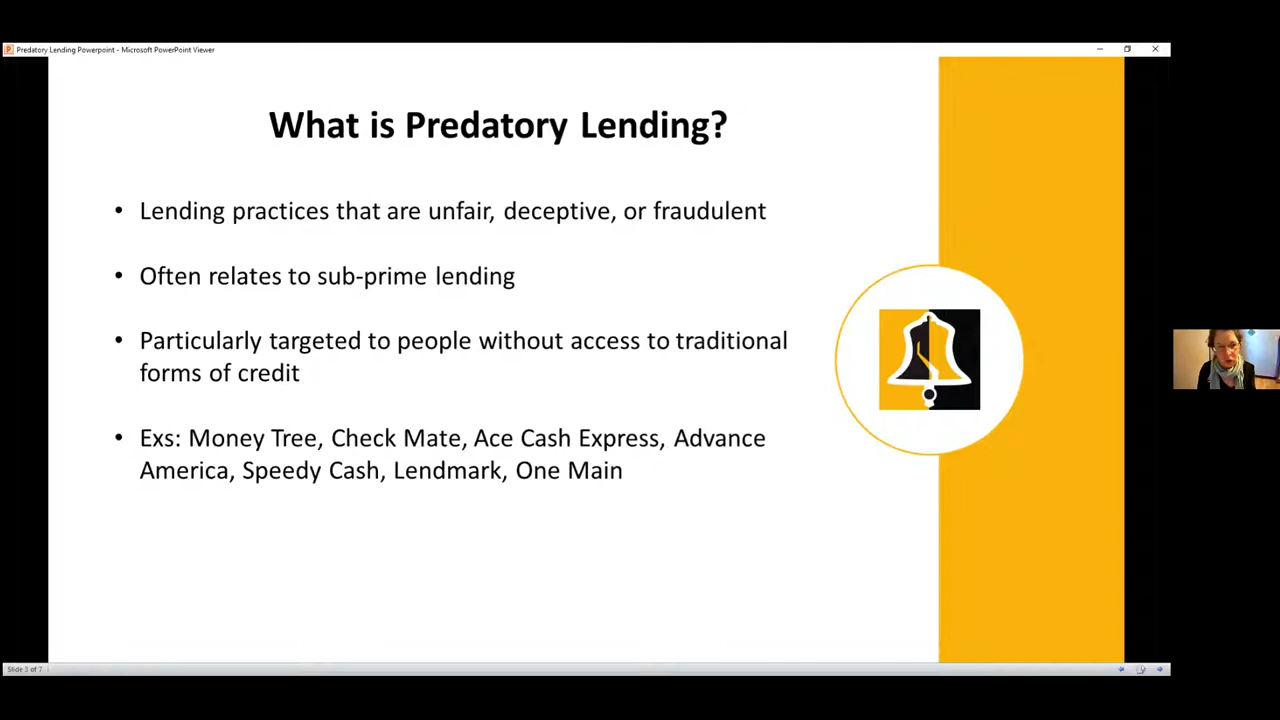 Predatory Lending Powerpoint - Microsoft PowerPoint Viewer
What is Predatory Lending?
• Lending practices that are unfair, deceptive, or fraudulent
• Often relates to sub-prime lending
• Particularly targeted to people without access to traditional
forms of credit
• Exs: Money Tree, Check Mate, Ace Cash Express, Advance
America, Speedy Cash, Lendmark, One Main
Slide 3 of 7